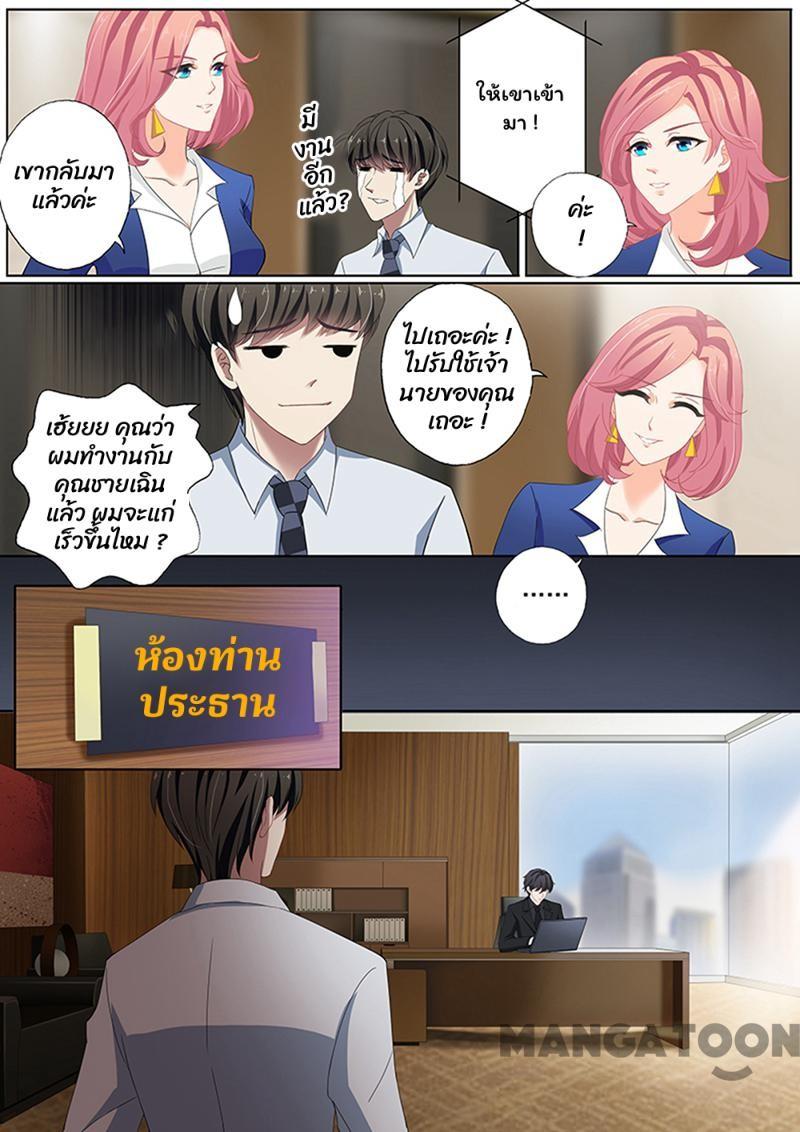 เขากลับมา
แล้วค่ะ
มี
งาน
อีก
แล้ว?
ให้เขาเข้า
มา !
ค่ะ
!
เฮ้ยยย คุณว่า
ผมทำงานกับ
คุณชายเฉิน
แล้ว ผมจะแก่
เร็วขึ้นไหม ?
ไปเถอะค่ะ !
ไปรับใช้เจ้า
นายของคุณ
เถอะ !
......
ห้องท่าน
ประธาน
MANGATOON